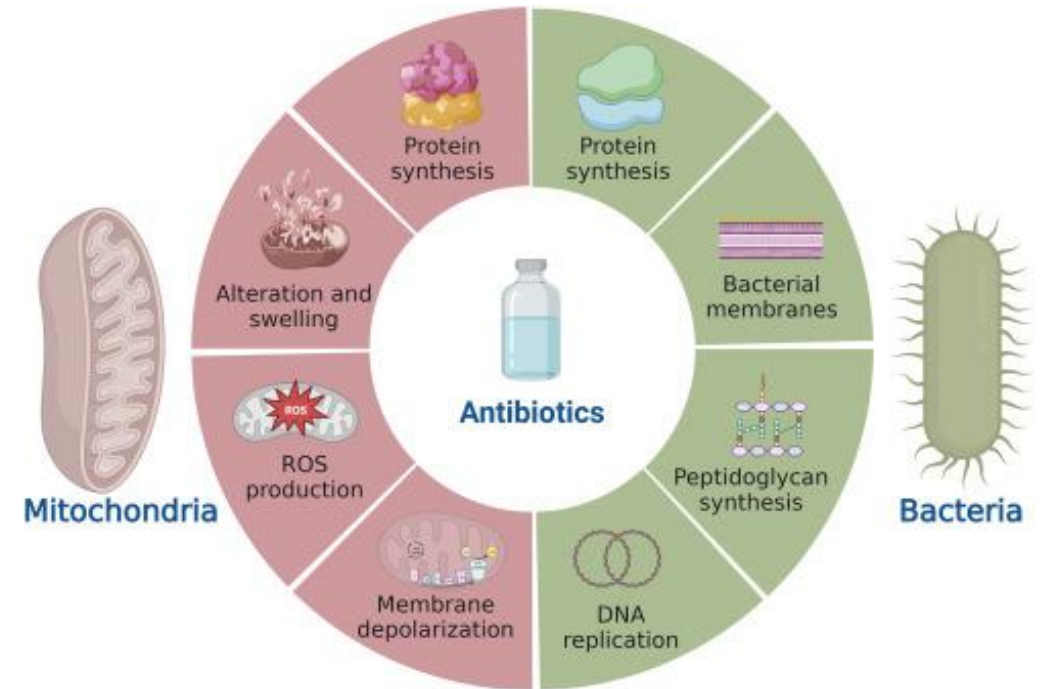 Protein
synthesis
Protein
synthesis
Alteration and
swelling
Bacterial
membranes
ROS
ROS
production
Antibiotics
Peptidoglycan
synthesis
Mitochondria
Bacteria
Membrane
depolarization
DNA
replication